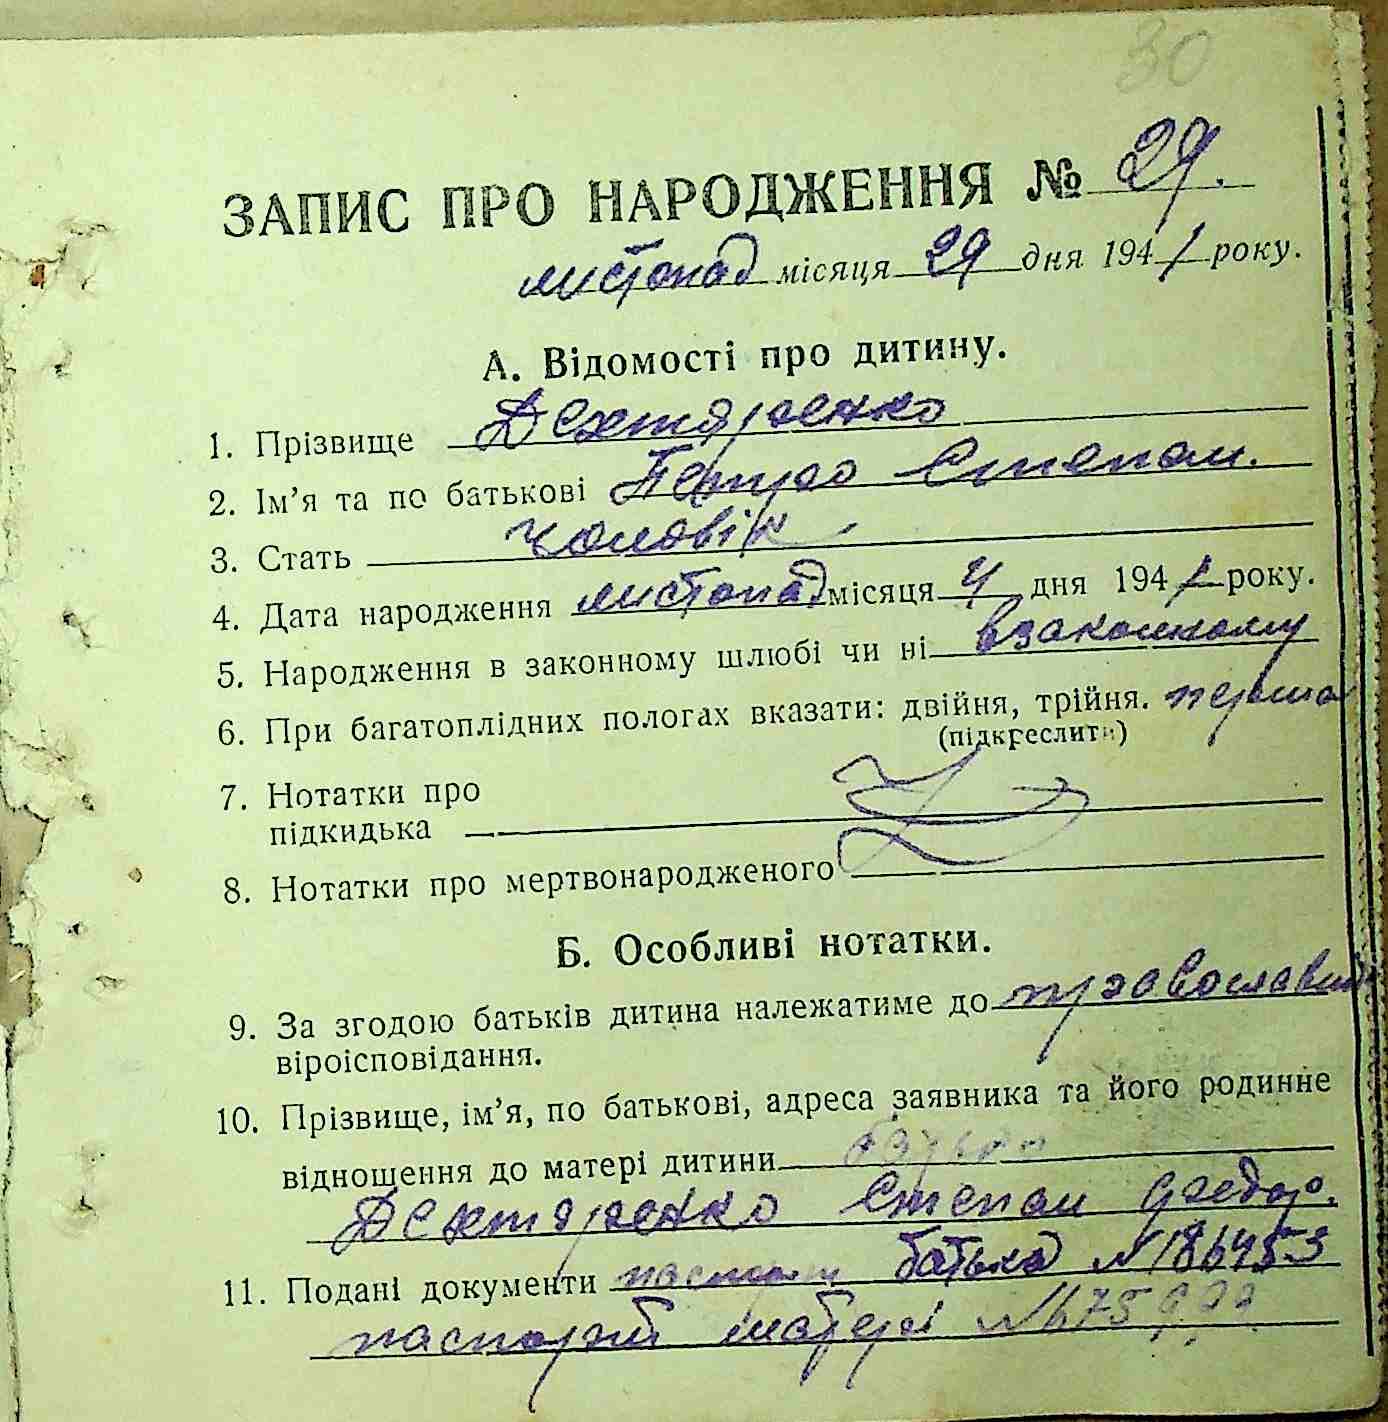 30
ЗАПИС ПРО НАРОДЖЕННЯ № 29.
листопад місяця 29 дня 1941 року.
А. Відомості про дитину.
1. Прізвище Дехтяренко
2. Ім'я та по батькові Петро Степан.
3. Стать чоловік
4. Дата народження листопад місяця 4 дня 1941 року.
5. Народження в законному шлюбі чи ні в законному
6. При багатоплідних пологах вказати: двійня, трійня. перша
(підкреслити)
7. Нотатки про
підкидька
8. Нотатки про мертвонародженого
Б. Особливі нотатки.
9. За згодою батьків дитина належатиме до православн
віроісповідання.
10. Прізвище, ім'я, по батькові, адреса заявника та його родинне
відношення до матері дитини батько
Дехтяренко Степан Федор.
11. Подані документи паспорт батька №186453
паспорт матері